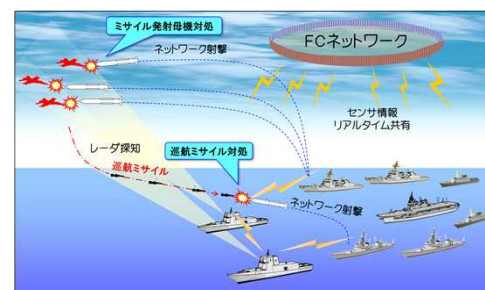 ミサイル発射母機対処
ネットワーク射撃
FCネットワーク
センサ情報
リアルタイム共有
レーダ探知
巡航ミサイル対処
巡航ミサイル
ネットワーク射撃